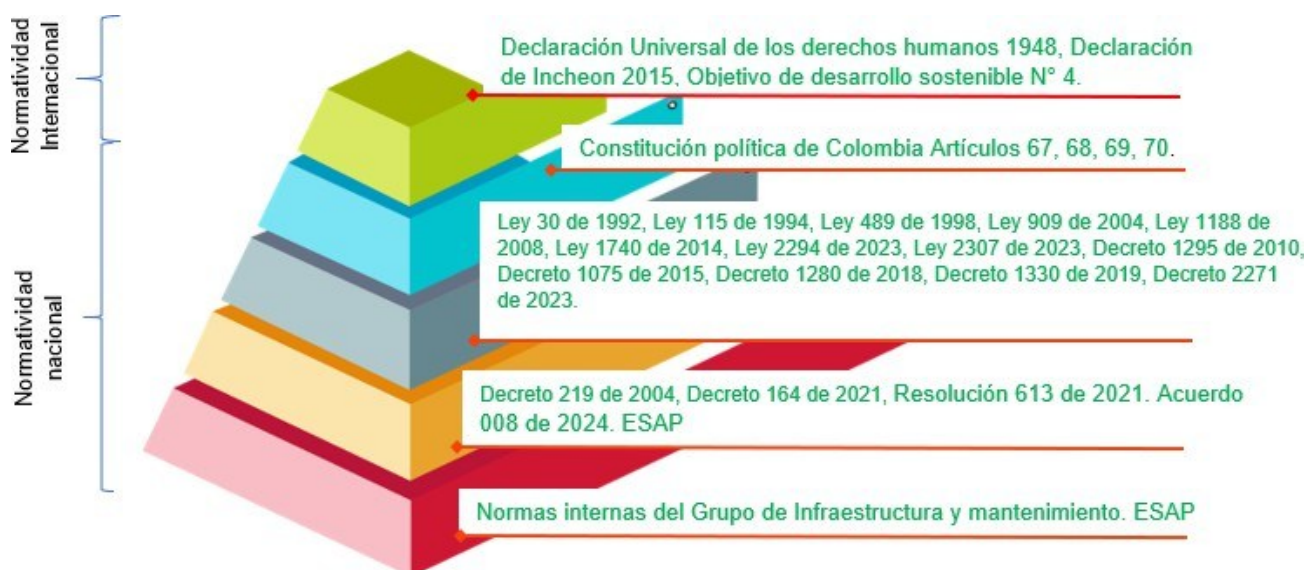 Normatividad
Internacional
Declaración Universal de los derechos humanos 1948, Declaración
de Incheon 2015, Objetivo de desarrollo sostenible N° 4.
Constitución política de Colombia Artículos 67, 68, 69, 70.
Normatividad
nacional
Ley 30 de 1992, Ley 115 de 1994, Ley 489 de 1998, Ley 909 de 2004, Ley 1188 de
2008, Ley 1740 de 2014, Ley 2294 de 2023, Ley 2307 de 2023, Decreto 1295 de 2010,
Decreto 1075 de 2015, Decreto 1280 de 2018, Decreto 1330 de 2019, Decreto 2271
de 2023.
Decreto 219 de 2004, Decreto 164 de 2021, Resolución 613 de 2021. Acuerdo
008 de 2024. ESAP
Normas internas del Grupo de Infraestructura y mantenimiento. ESAP